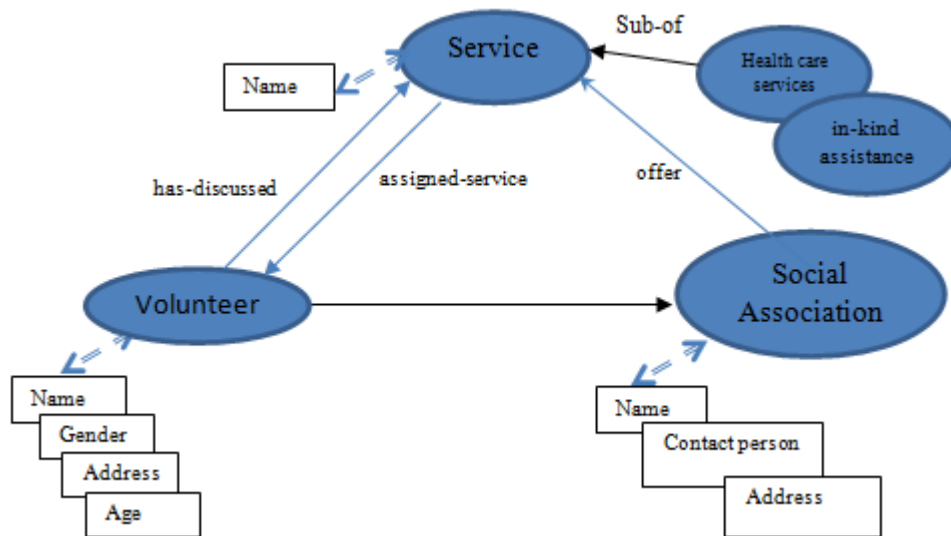 Sub-of
Service
Health care
services
Name
in-kind
assistance
has-discussed
assigned-service
offer
Volunteer
Social
Association
Name
Gender
Address
Age
Name
Contact person
Address